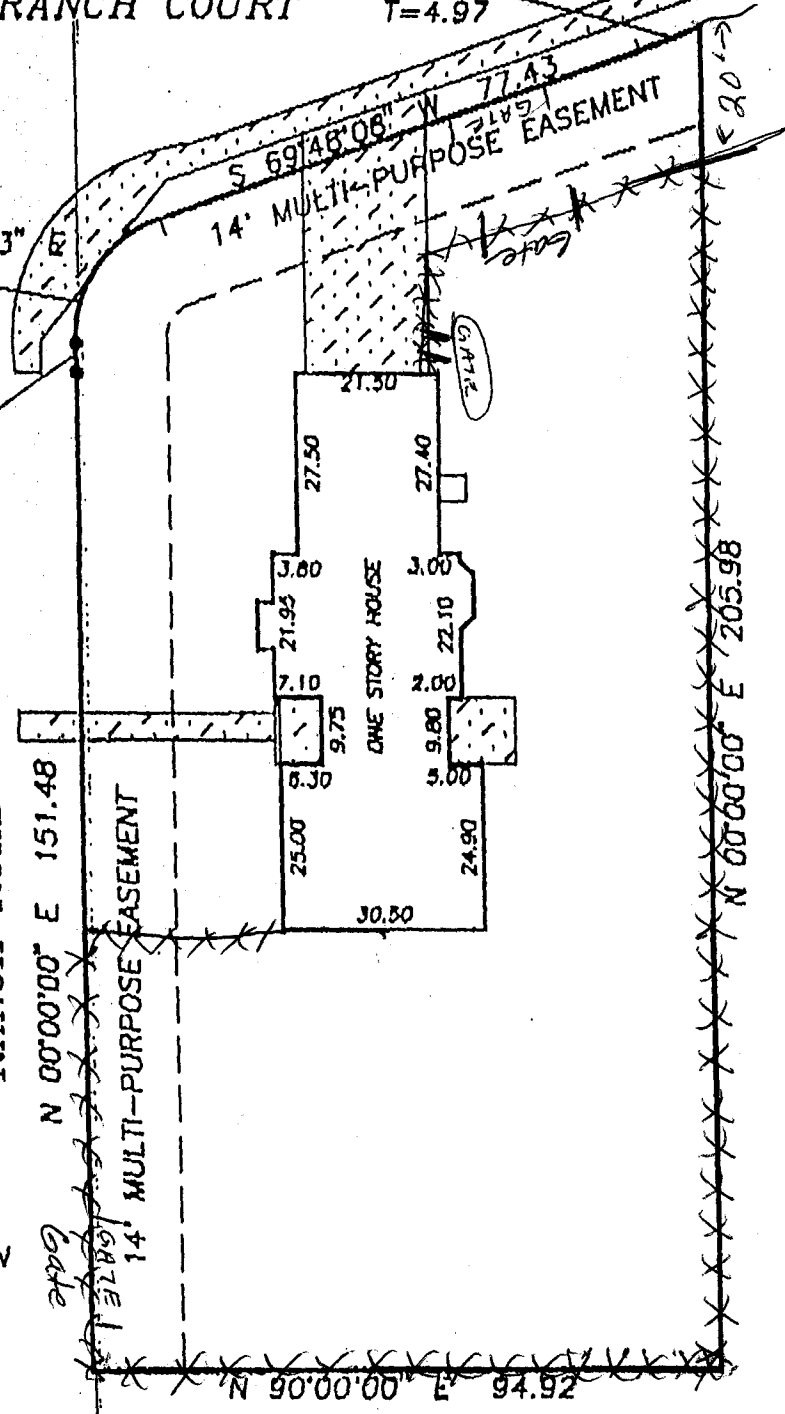 RANCH COURT T=4.97
S 69°48'08" W 77.43
GATE
14' MULTI-PURPOSE EASEMENT
20'
3" E
Gate
GATE
21.30
27.50
27.40
3.80
3.00
21.95
ONE STORY HOUSE
22.10
7.10
2.00
9.75
9.80
6.30
5.00
25.00
24.90
30.50
N 00°00'00" E 205.98
N 00°00'00" E 151.48
14' MULTI-PURPOSE EASEMENT
Gate
GATE
N 90°00'00" E 94.92